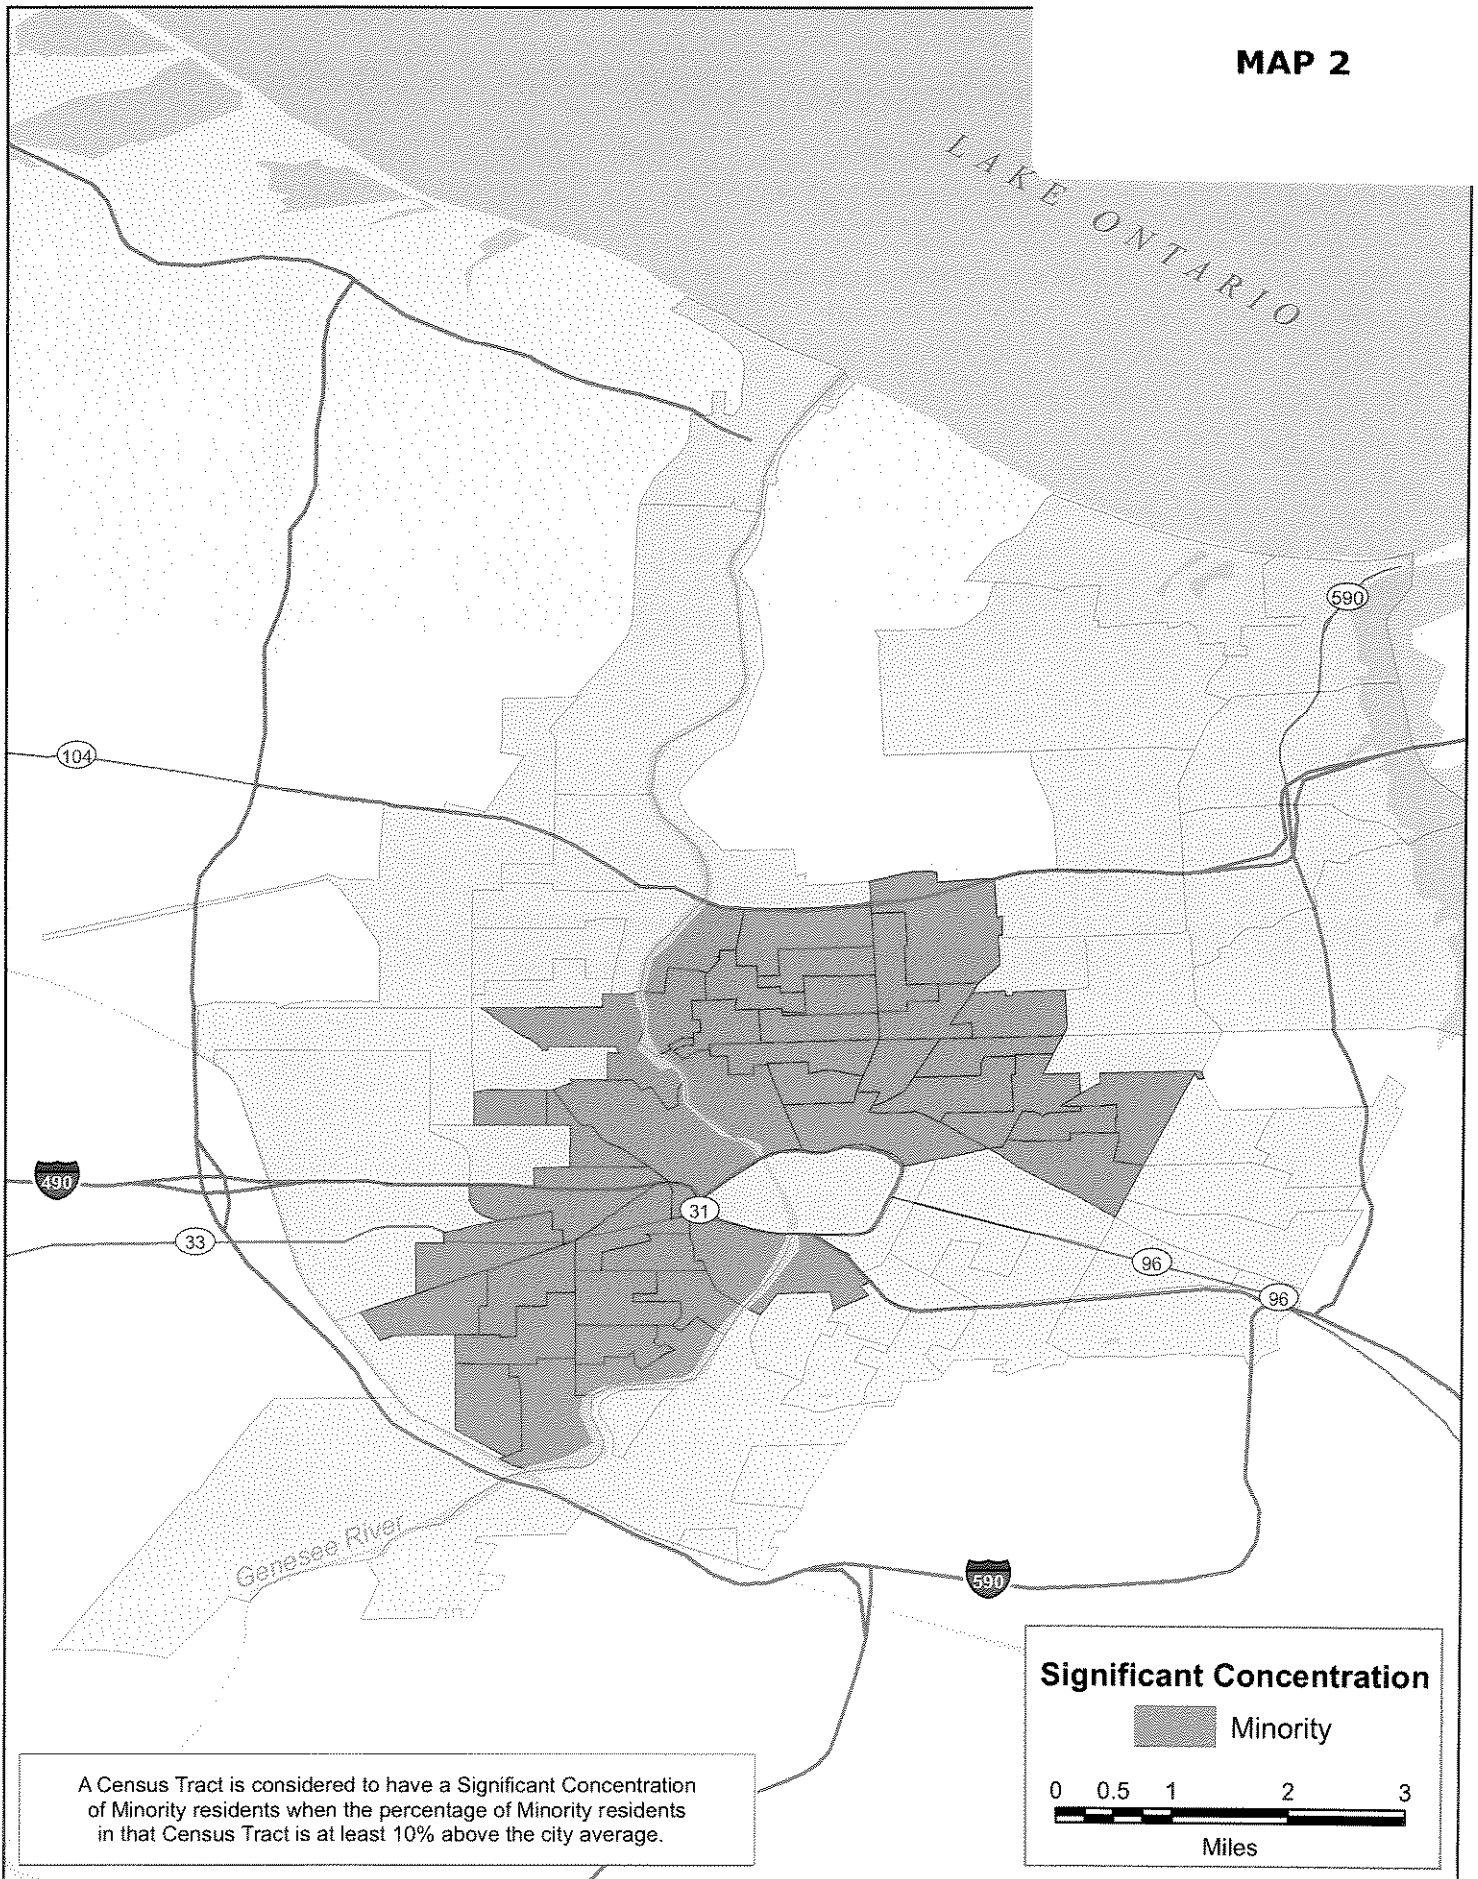 MAP 2
LAKE ONTARIO
590
104
490
31
33
96
96
Genesee River
590
Significant Concentration
Minority
0 0.5 1 2 3
Miles
A Census Tract is considered to have a Significant Concentration
of Minority residents when the percentage of Minority residents
in that Census Tract is at least 10% above the city average.